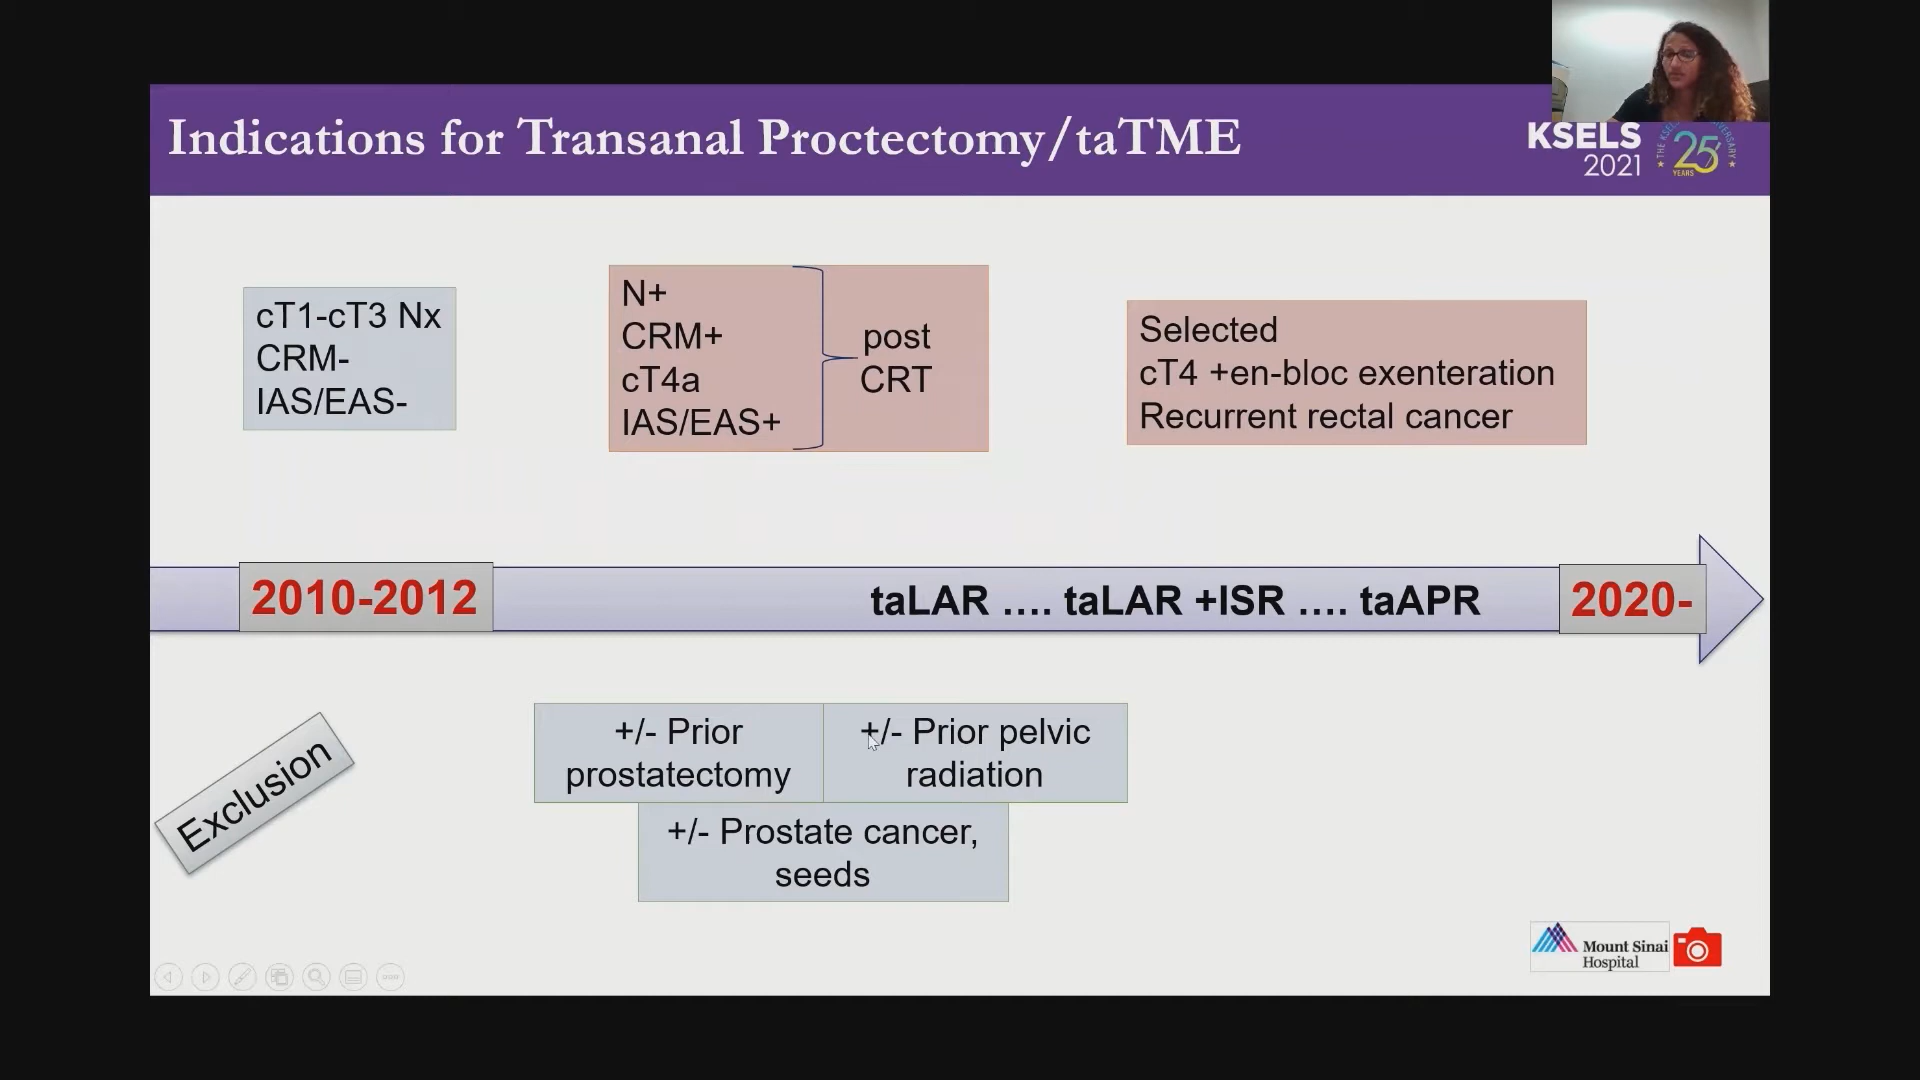 Indications for Transanal Proctectomy/taTME
KSELS
2021
25
YEARS
cT1-cT3 Nx
CRM-
IAS/EAS-
N+
CRM+
cT4a
IAS/EAS+
post
CRT
Selected
cT4 +en-bloc exenteration
Recurrent rectal cancer
2010-2012
taLAR .... taLAR +ISR .... taAPR
2020-
Exclusion
+/- Prior
prostatectomy
+/- Prior pelvic
radiation
+/- Prostate cancer,
seeds
Mount Sinai
Hospital